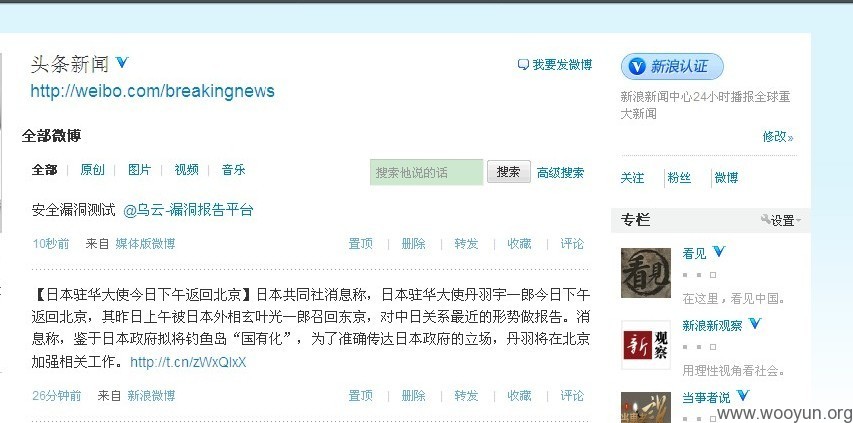 头条新闻
我要发微博
http://weibo.com/breakingnews
全部微博
全部 原创 图片 视频 音乐
搜索他说的话 搜索 高级搜索
安全漏洞测试 @乌云-漏洞报告平台
10秒前 来自 媒体版微博 置顶 删除 转发 收藏 评论
【日本驻华大使今日下午返回北京】日本共同社消息称，日本驻华大使丹羽宇一郎今日下午
返回北京，其昨日上午被日本外相玄叶光一郎召回东京，对中日关系最近的形势做报告。消
息称，鉴于日本政府拟将钓鱼岛“国有化”，为了准确传达日本政府的立场，丹羽将在北京
加强相关工作。http://t.cn/zWxQlxX
26分钟前 来自 新浪微博 置顶 删除 转发 收藏 评论
新浪认证
新浪新闻中心24小时播报全球重
大新闻
修改»
关注 粉丝 微博
专栏 设置
看见
看见
在这里，看见中国。
新 观察
新浪新观察
用理性视角看社会。
当事者说
www.wooyun.org